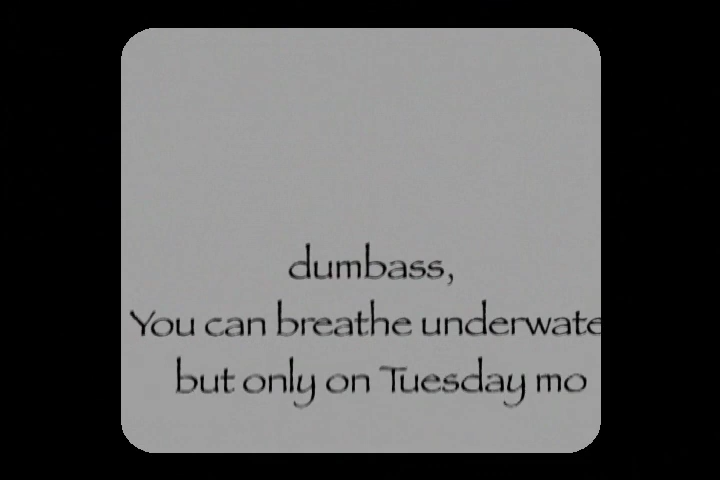 dumbass,
You can breathe underwate
but only on Tuesday mo